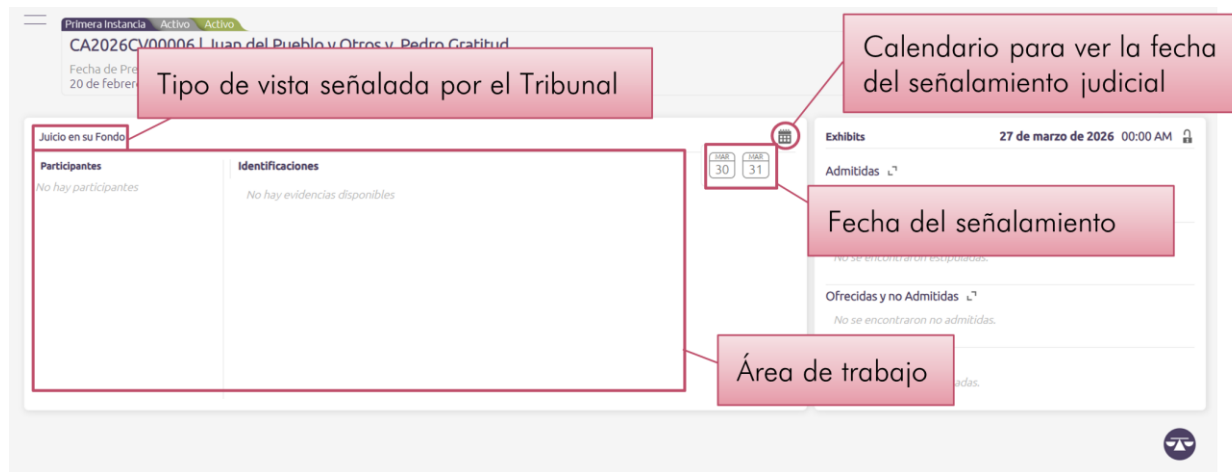 Primera Instancia Activo Activo
CA2026CV00006 | Juan del Pueblo y Otros v. Pedro Gratitud
Fecha de Pre
20 de febrer
Tipo de vista señalada por el Tribunal
Calendario para ver la fecha
del señalamiento judicial
Juicio en su Fondo
Participantes
No hay participantes
Identificaciones
No hay evidencias disponibles
MAR MAR
30 31
Exhibits 27 de marzo de 2026 00:00 AM
Admitidas
Fecha del señalamiento
No se encontraron estipuladas.
Ofrecidas y no Admitidas
No se encontraron no admitidas.
Área de trabajo
adas.